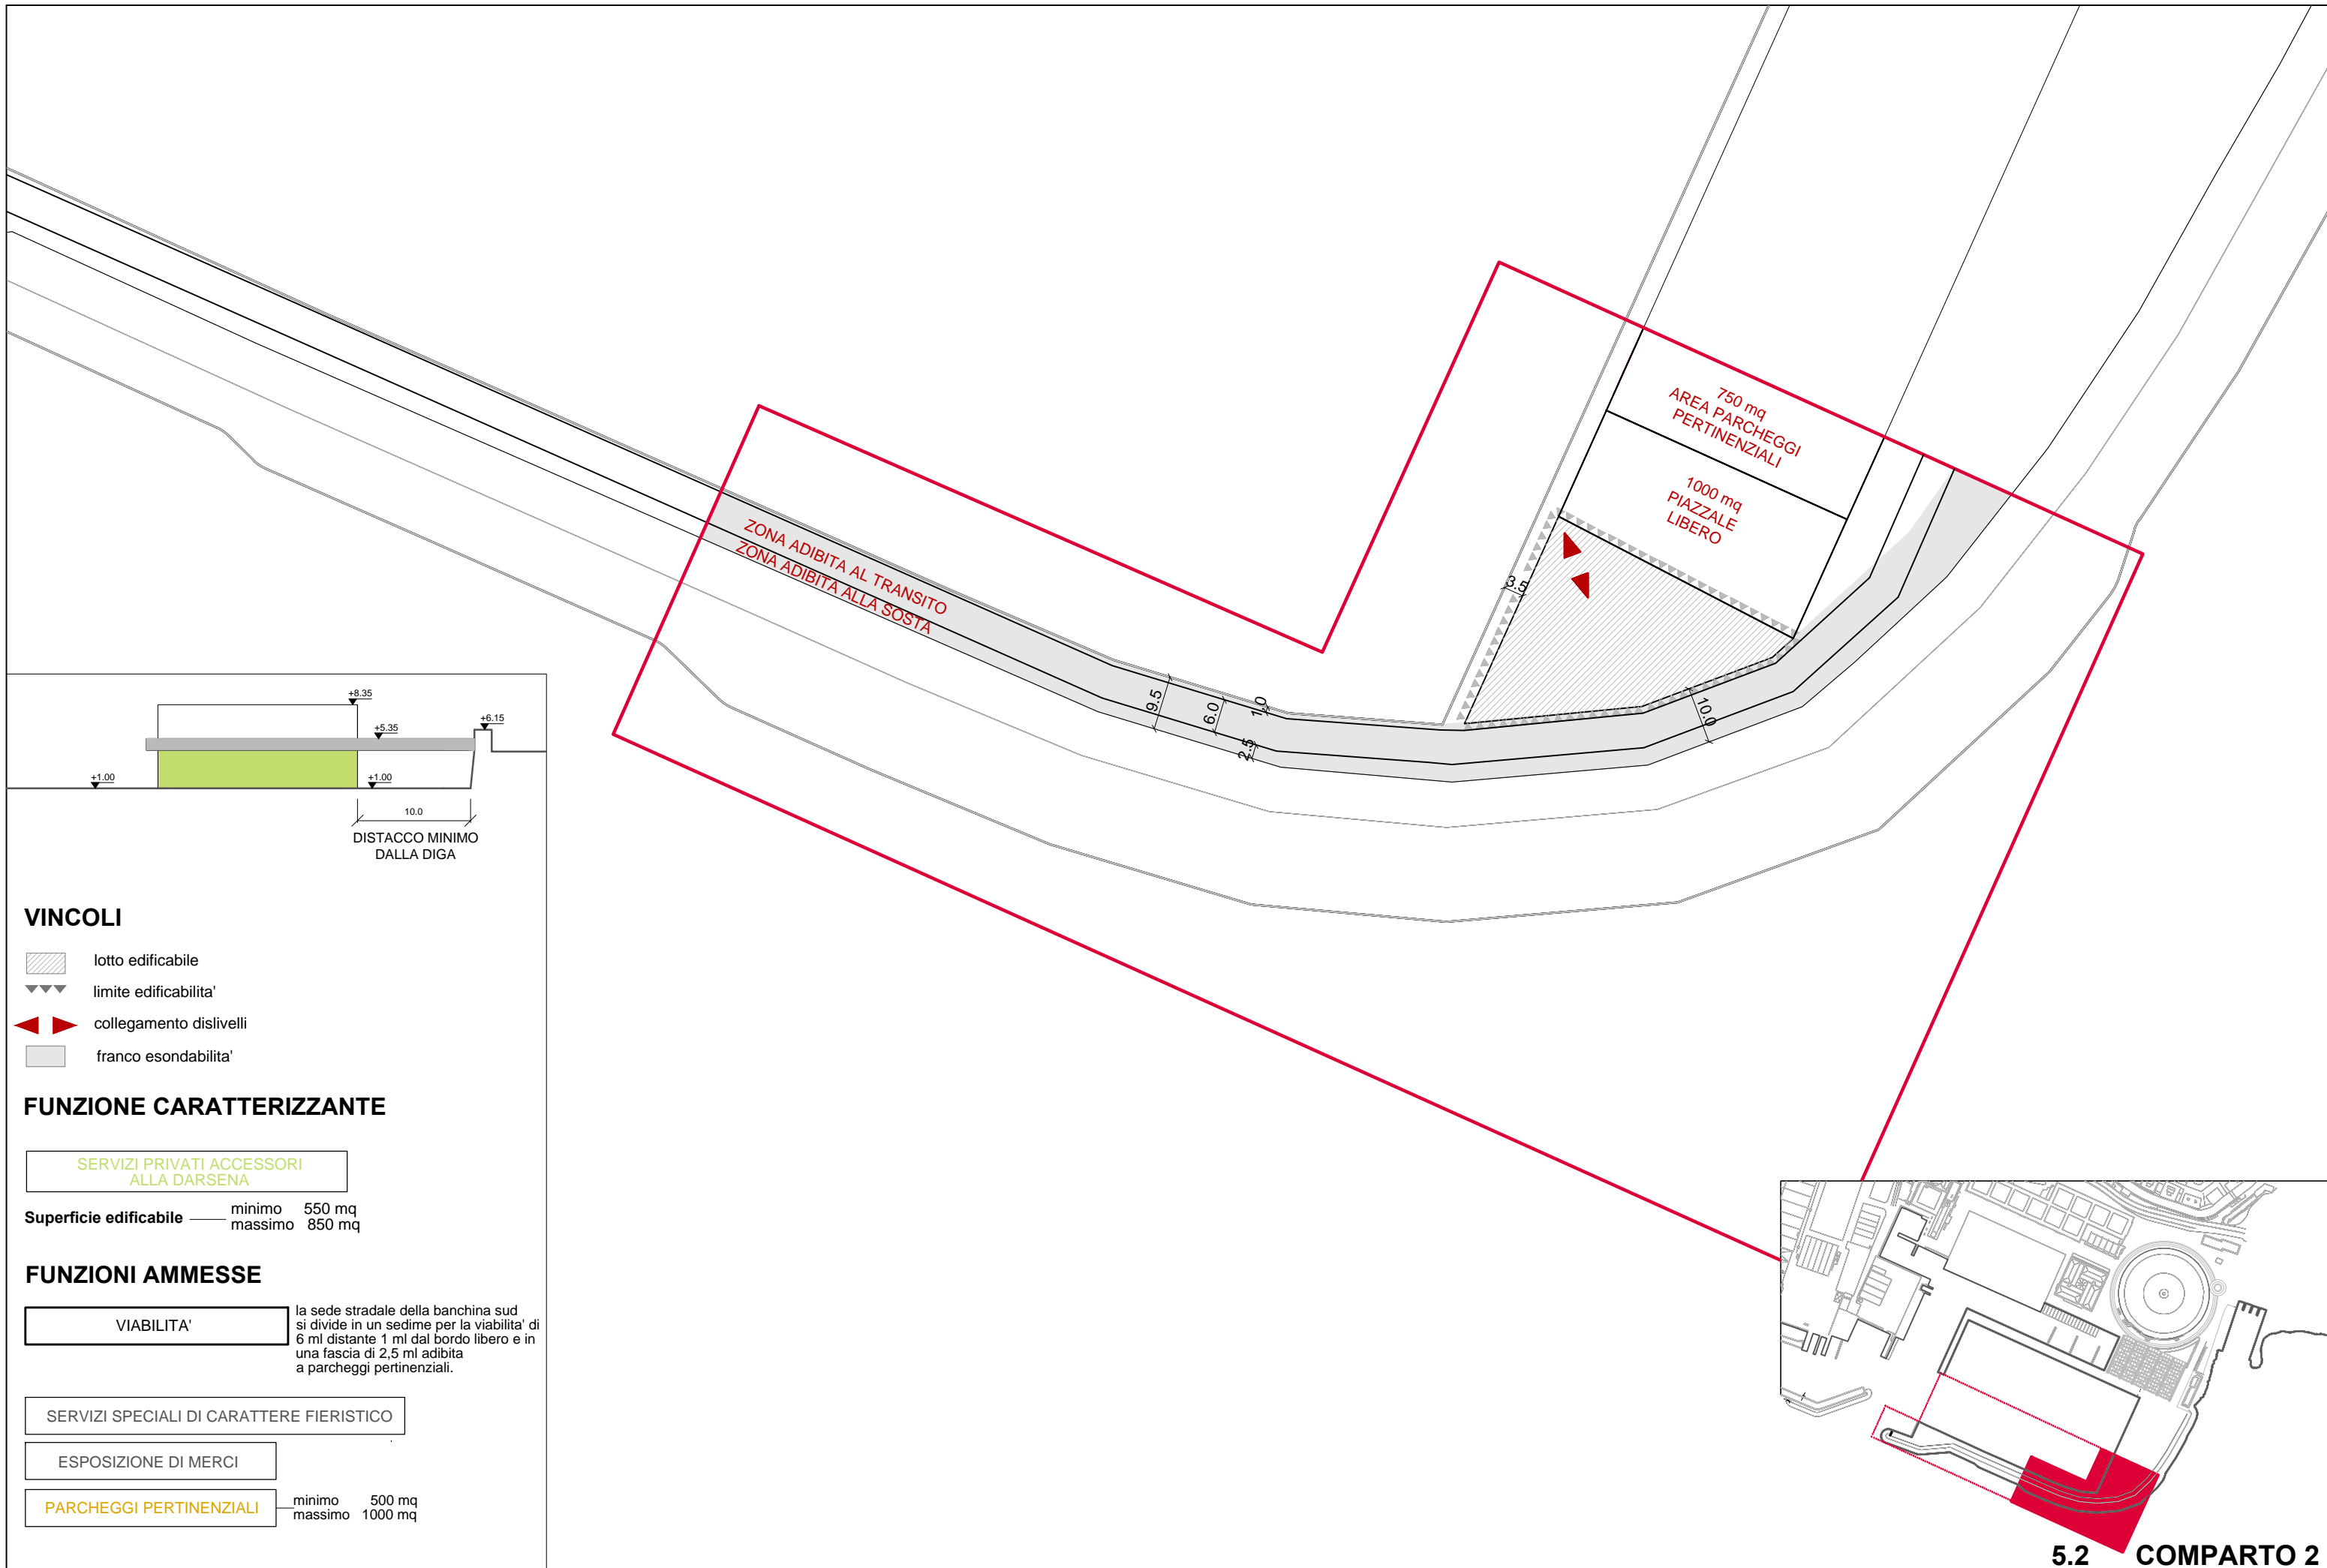 750 mq
AREA PARCHEGGI
PERTINENZIALI
1000 mq
PIAZZALE
LIBERO
ZONA ADIBITA AL TRANSITO
ZONA ADIBITA ALLA SOSTA
3.5
9.5
6.0
1.0
2.5
10.0
+8.35
+6.15
+5.35
+1.00
+1.00
10.0
DISTACCO MINIMO
DALLA DIGA
VINCOLI
lotto edificabile
limite edificabilita'
collegamento dislivelli
franco esondabilita'
FUNZIONE CARATTERIZZANTE
SERVIZI PRIVATI ACCESSORI
ALLA DARSENA
Superficie edificabile
minimo 550 mq
massimo 850 mq
FUNZIONI AMMESSE
VIABILITA'
la sede stradale della banchina sud
si divide in un sedime per la viabilita' di
6 ml distante 1 ml dal bordo libero e in
una fascia di 2,5 ml adibita
a parcheggi pertinenziali.
SERVIZI SPECIALI DI CARATTERE FIERISTICO
ESPOSIZIONE DI MERCI
PARCHEGGI PERTINENZIALI
minimo 500 mq
massimo 1000 mq
5.2 COMPARTO 2